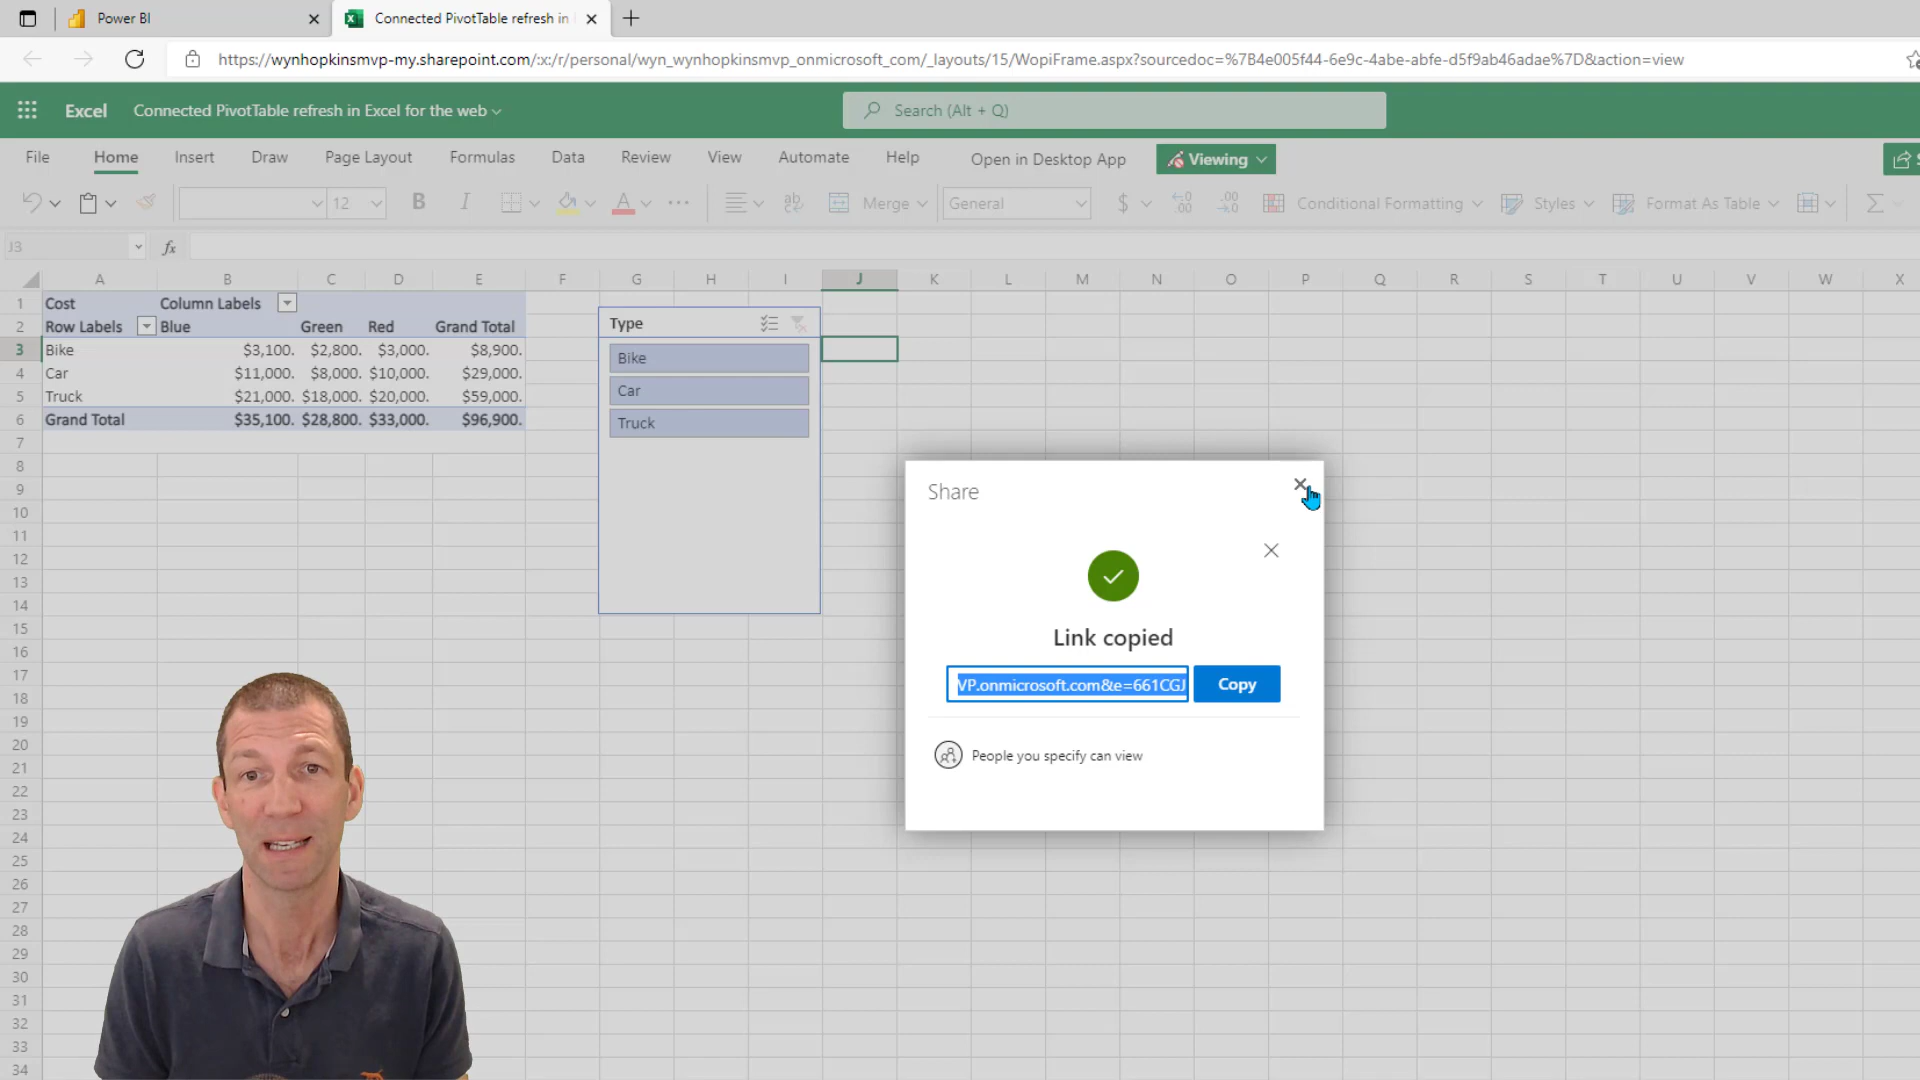 Power BI
Connected PivotTable refresh in
https://wynhopkinsmvp-my.sharepoint.com/:x:/r/personal/wyn_wynhopkinsmvp_onmicrosoft_com/_layouts/15/WopiFrame.aspx?sourcedoc=%7B4e005f44-6e9c-4abe-abfe-d5f9ab46adae%7D&action=view
Excel Connected PivotTable refresh in Excel for the web Search (Alt + Q)
File Home Insert Draw Page Layout Formulas Data Review View Automate Help Open in Desktop App Viewing S
12 B I A ab Merge General $ .00 .00 Conditional Formatting Styles Format As Table Σ
J3 fx
A B C D E F G H I J K L M N O P Q R S T U V W X
1 Cost Column Labels
2 Row Labels Blue Green Red Grand Total
3 Bike $3,100. $2,800. $3,000. $8,900.
4 Car $11,000. $8,000. $10,000. $29,000.
5 Truck $21,000. $18,000. $20,000. $59,000.
6 Grand Total $35,100. $28,800. $33,000. $96,900.
7
8
9
10
11
12
13
14
15
16
17
18
19
20
21
22
23
24
25
26
27
28
29
30
31
32
33
34
Type
Bike
Car
Truck
Share
Link copied
VP.onmicrosoft.com&e=661CGJ Copy
People you specify can view